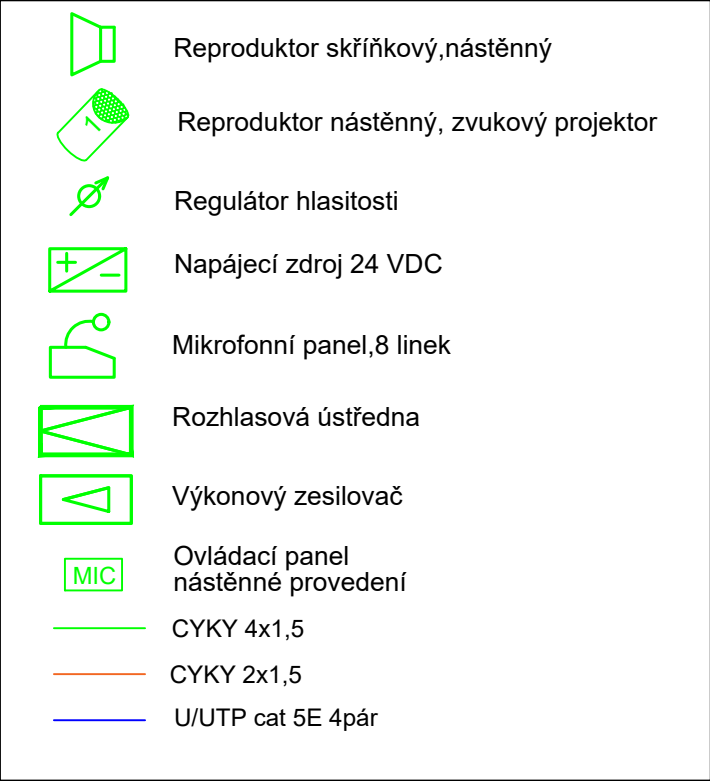 Reproduktor skříňkový,nástěnný
1
Reproduktor nástěnný, zvukový projektor
Regulátor hlasitosti
Napájecí zdroj 24 VDC
Mikrofonní panel,8 linek
Rozhlasová ústředna
Výkonový zesilovač
Ovládací panel
MIC
nástěnné provedení
CYKY 4x1,5
CYKY 2x1,5
U/UTP cat 5E 4pár